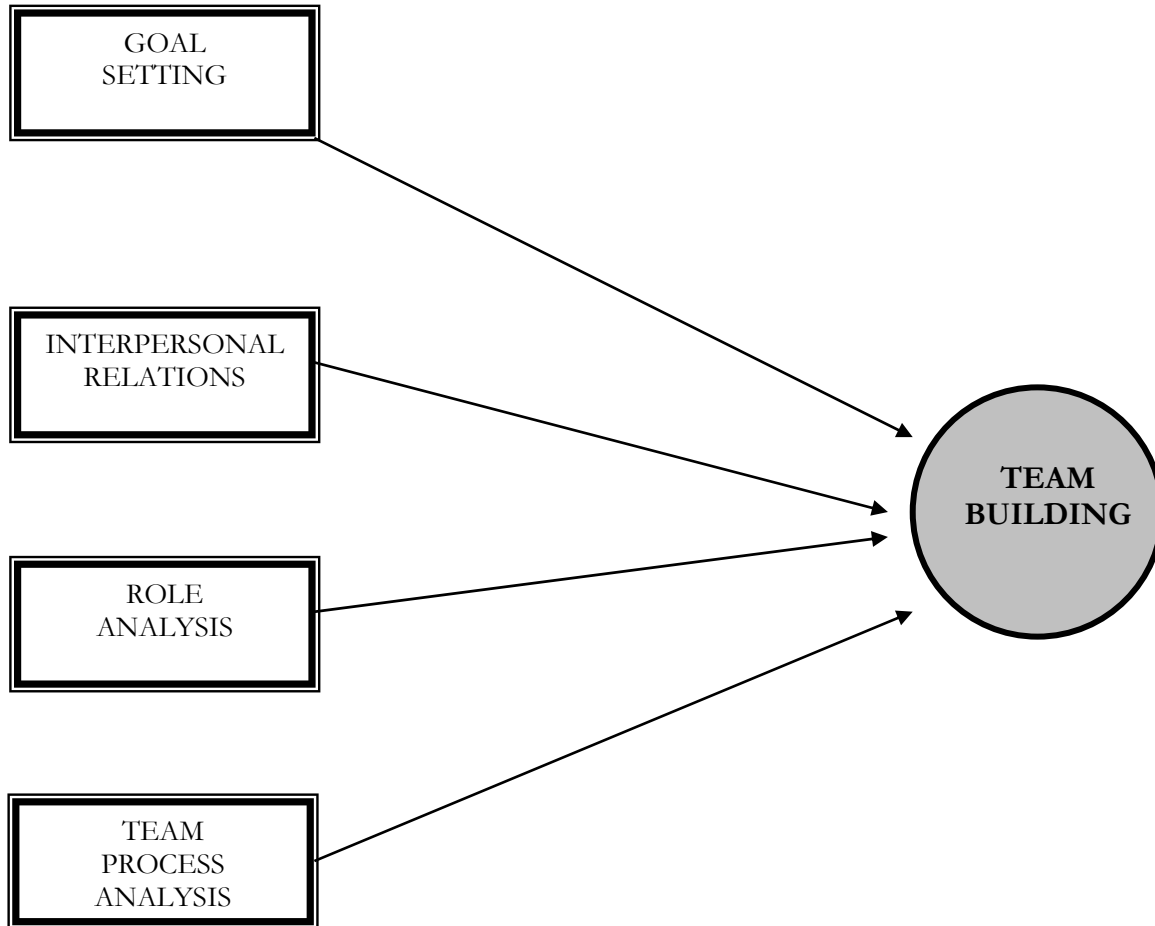 GOAL
SETTING
INTERPERSONAL
RELATIONS
TEAM
BUILDING
ROLE
ANALYSIS
TEAM
PROCESS
ANALYSIS